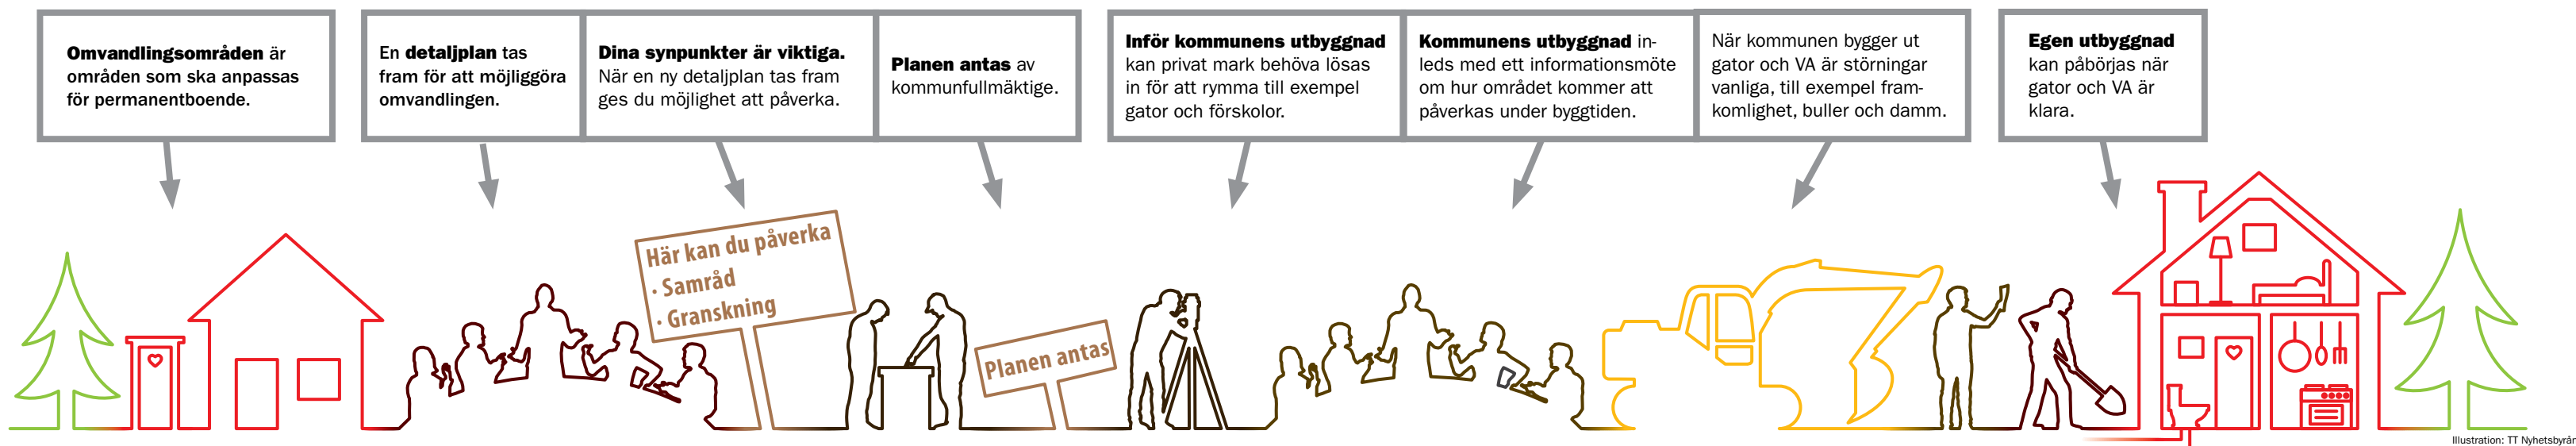 Omvandlingsområden är
områden som ska anpassas
för permanentboende.
En detaljplan tas
fram för att möjliggöra
omvandlingen.
Dina synpunkter är viktiga.
När en ny detaljplan tas fram
ges du möjlighet att påverka.
Planen antas av
kommunfullmäktige.
Inför kommunens utbyggnad
kan privat mark behöva lösas
in för att rymma till exempel
gator och förskolor.
Kommunens utbyggnad in-
leds med ett informationsmöte
om hur området kommer att
påverkas under byggtiden.
När kommunen bygger ut
gator och VA är störningar
vanliga, till exempel fram-
komlighet, buller och damm.
Egen utbyggnad
kan påbörjas när
gator och VA är
klara.
Här kan du påverka
· Samråd
· Granskning
Planen antas
Illustration: TT Nyhetsbyrån